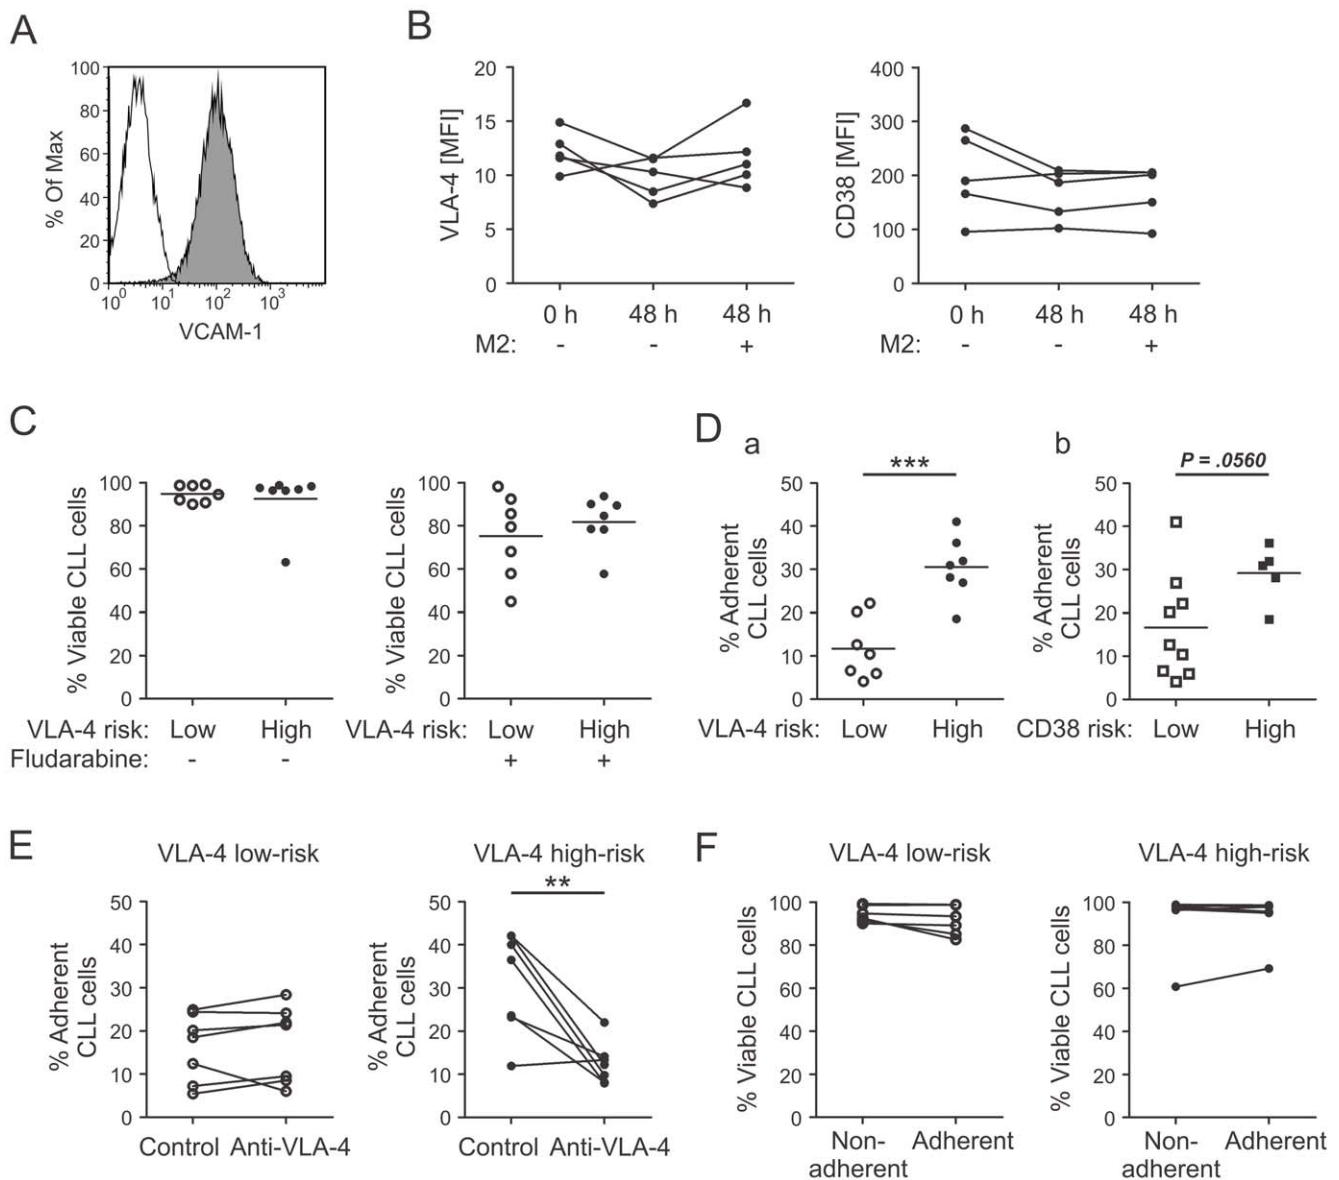 A
B
100
80
60
40
20
0
% Of Max
10^0 10^1 10^2 10^3
VCAM-1
20
15
10
5
0
VLA-4 [MFI]
0 h 48 h 48 h
M2: - - +
400
300
200
100
0
CD38 [MFI]
0 h 48 h 48 h
M2: - - +
C
100
80
60
40
20
0
% Viable CLL cells
VLA-4 risk: Low High
Fludarabine: - -
100
80
60
40
20
0
% Viable CLL cells
VLA-4 risk: Low High
+ +
D
a
***
50
40
30
20
10
0
% Adherent
CLL cells
VLA-4 risk: Low High
b
P = .0560
50
40
30
20
10
0
% Adherent
CLL cells
CD38 risk: Low High
E
VLA-4 low-risk
50
40
30
20
10
0
% Adherent
CLL cells
Control Anti-VLA-4
VLA-4 high-risk
**
50
40
30
20
10
0
% Adherent
CLL cells
Control Anti-VLA-4
F
VLA-4 low-risk
100
80
60
40
20
0
% Viable CLL cells
Non- Adherent
adherent
VLA-4 high-risk
100
80
60
40
20
0
% Viable CLL cells
Non- Adherent
adherent